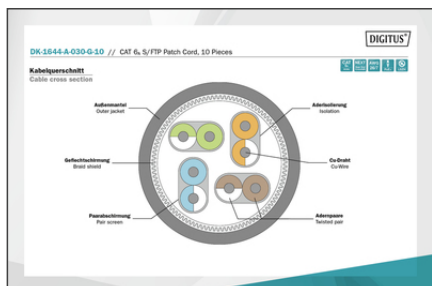 DIGITUS®
DK-1644-A-030-G-10 // CAT 6A S/FTP Patch Cord, 10 Pieces
Kabelquerschnitt
Cable cross section
Außenmantel
Outer jacket
Aderisolierung
Isolation
Geflechtschirmung
Braid shield
Cu-Draht
Cu-Wire
Paarabschirmung
Pair screen
Adernpaare
Twisted pair